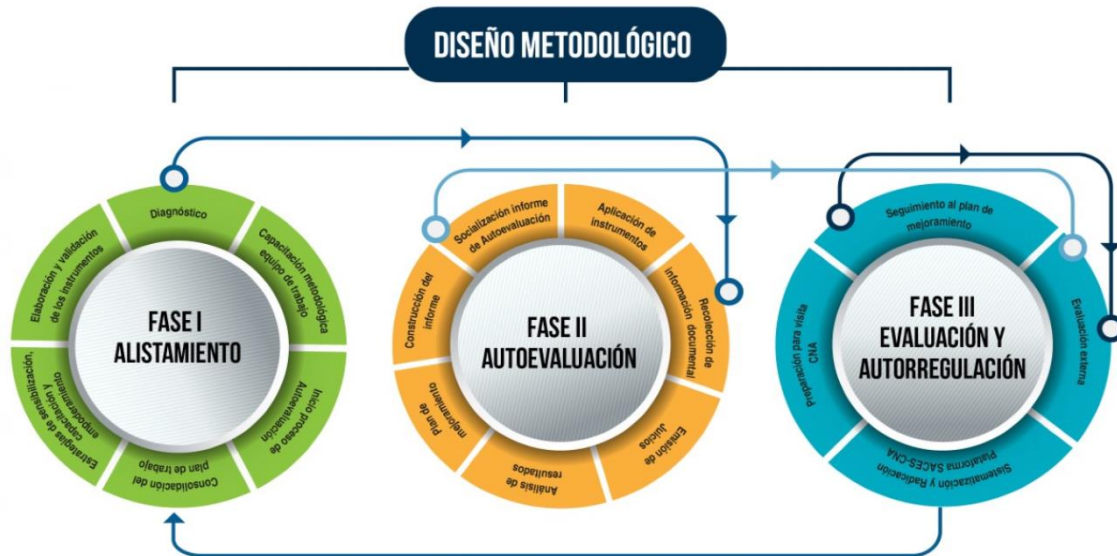 DISEÑO METODOLÓGICO
FASE I
ALISTAMIENTO
Diagnóstico
Capacitación metodológica
equipo de trabajo
Inicio proceso de
Autoevaluación
Consolidación del
plan de trabajo
Estrategias de sensibilización,
capacitación y
empoderamiento
Elaboración y validación
de los instrumentos
FASE II
AUTOEVALUACIÓN
Socialización informe
de Autoevaluación
Aplicación de
instrumentos
Recolección de
información documental
Emisión de
Juicios
Análisis de
resultados
Plan de
mejoramiento
Construcción del
informe
FASE III
EVALUACIÓN Y
AUTORREGULACIÓN
Seguimiento al plan de
mejoramiento
Evaluación externa
Sistematización y Radicación
Plataforma SACES-CNA
Preparación para visita
CNA